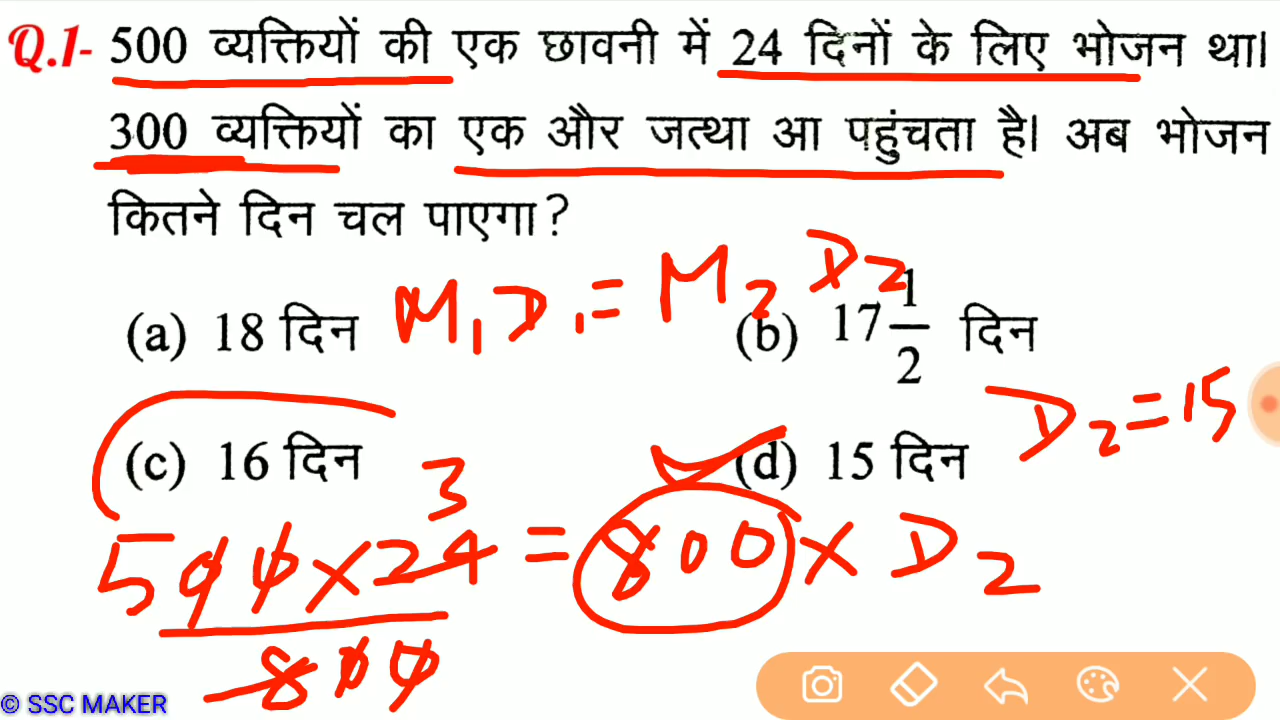 Q.1- 500 व्यक्तियों की एक छावनी में 24 दिनों के लिए भोजन था।
300 व्यक्तियों का एक और जत्था आ पहुंचता है। अब भोजन
कितने दिन चल पाएगा?
M₁D₁ = M₂D₂
(a) 18 दिन (b) 17 1/2 दिन
D₂ = 15
(c) 16 दिन (d) 15 दिन
3
500 × 24 = 800 × D₂
800
© SSC MAKER